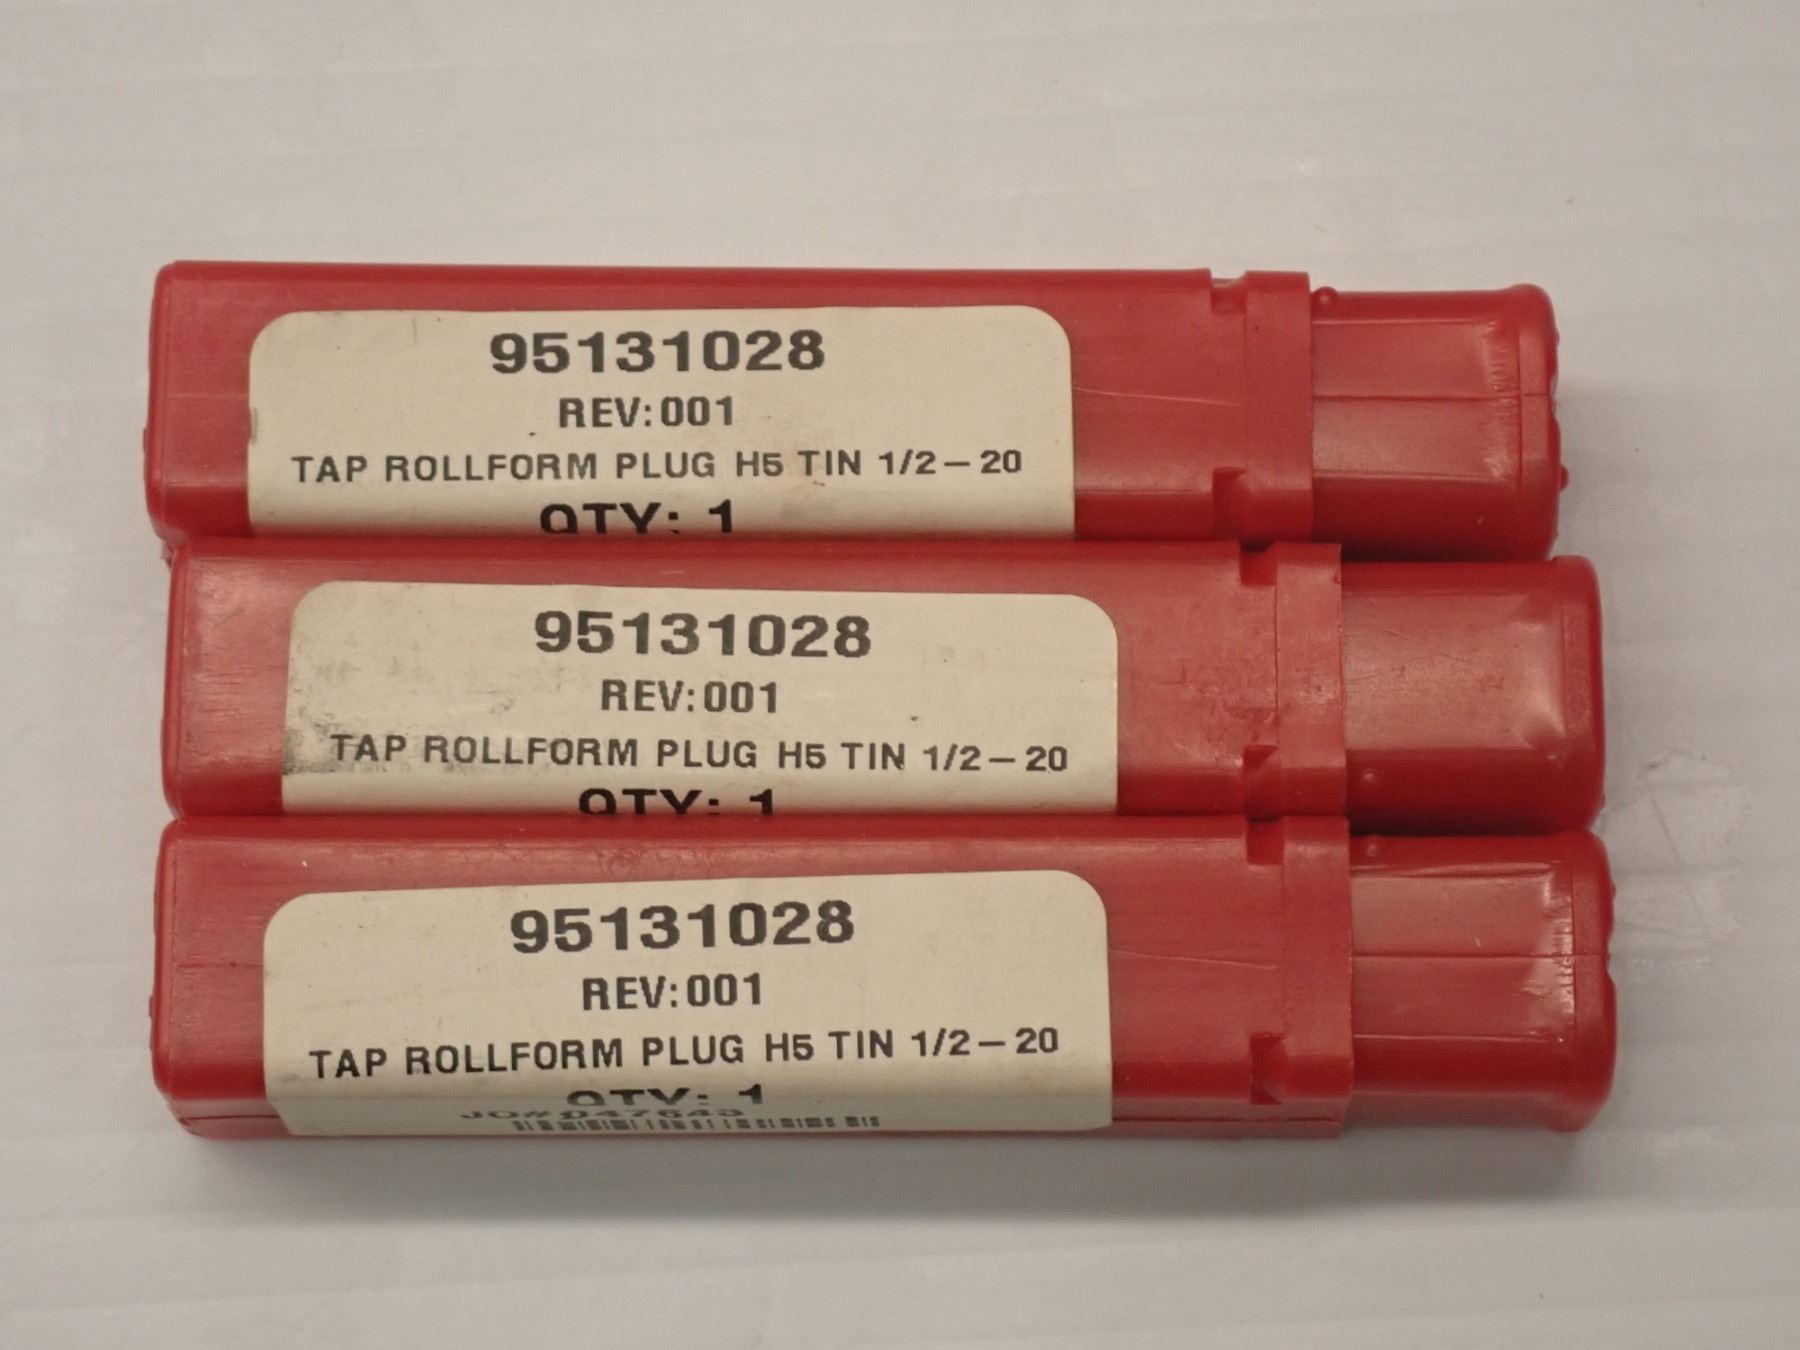 95131028
REV:001
TAP ROLLFORM PLUG H5 TIN 1/2-20
QTY: 1
95131028
REV:001
TAP ROLLFORM PLUG H5 TIN 1/2-20
QTY: 1
95131028
REV:001
TAP ROLLFORM PLUG H5 TIN 1/2-20
QTY: 1